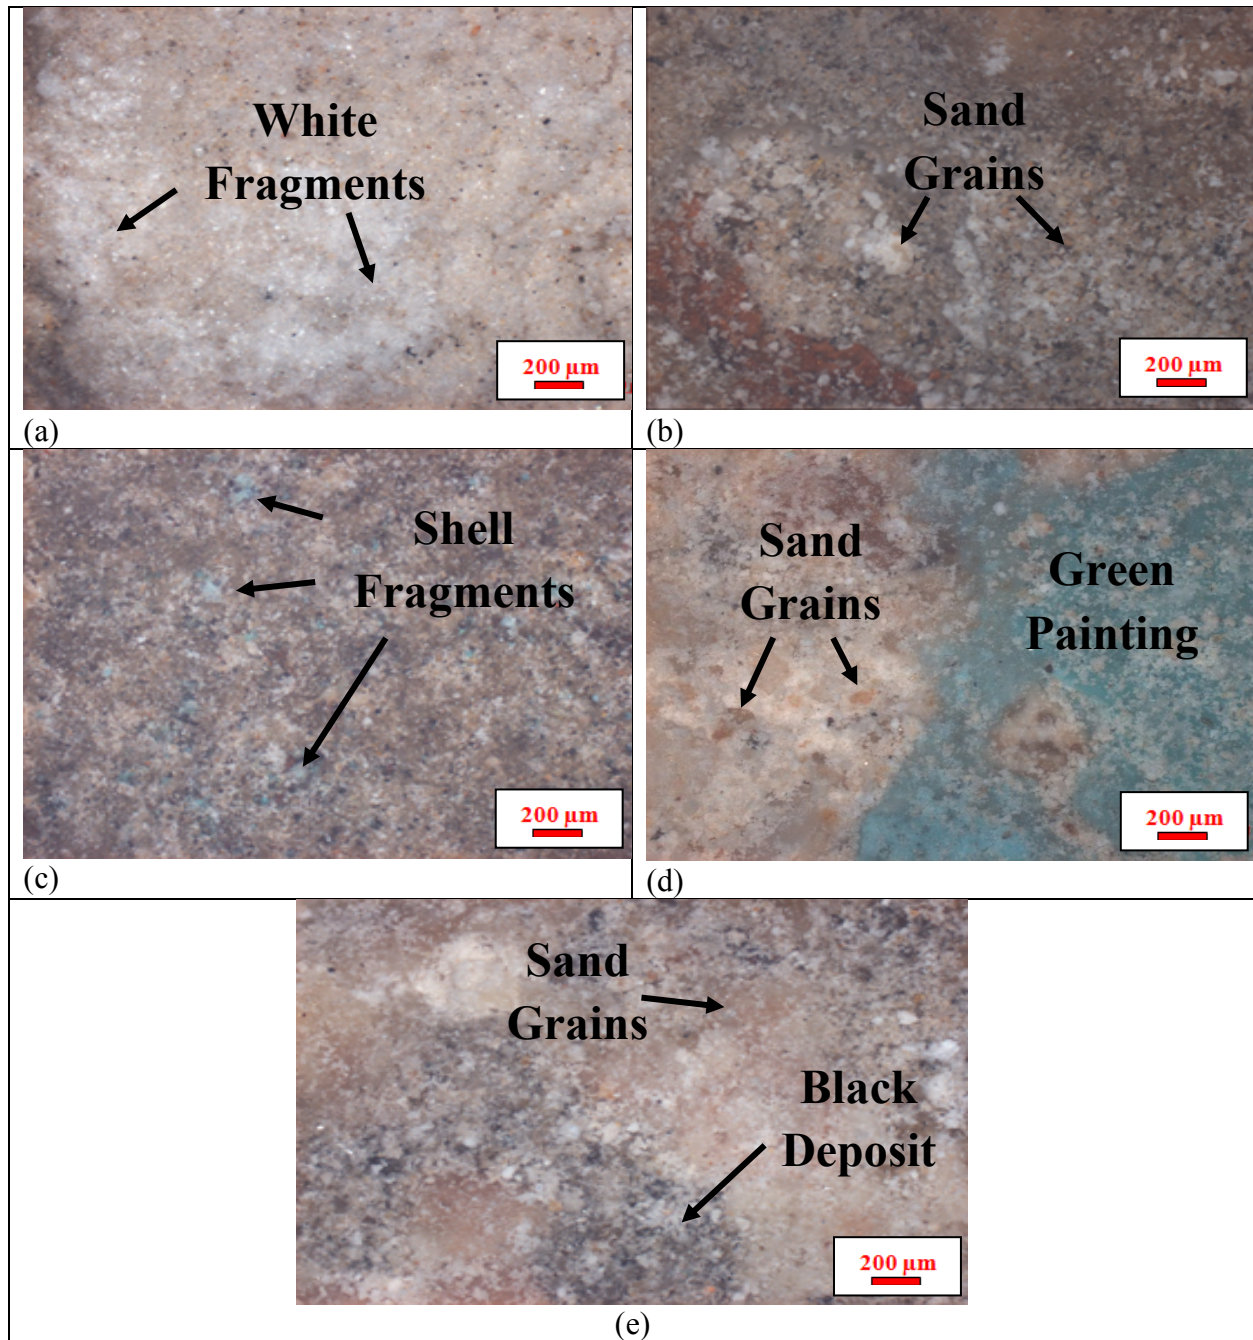 White
Fragments
200 µm
(a)
Sand
Grains
200 µm
(b)
Shell
Fragments
200 µm
(c)
Sand
Grains
Green
Painting
200 µm
(d)
Sand
Grains
Black
Deposit
200 µm
(e)